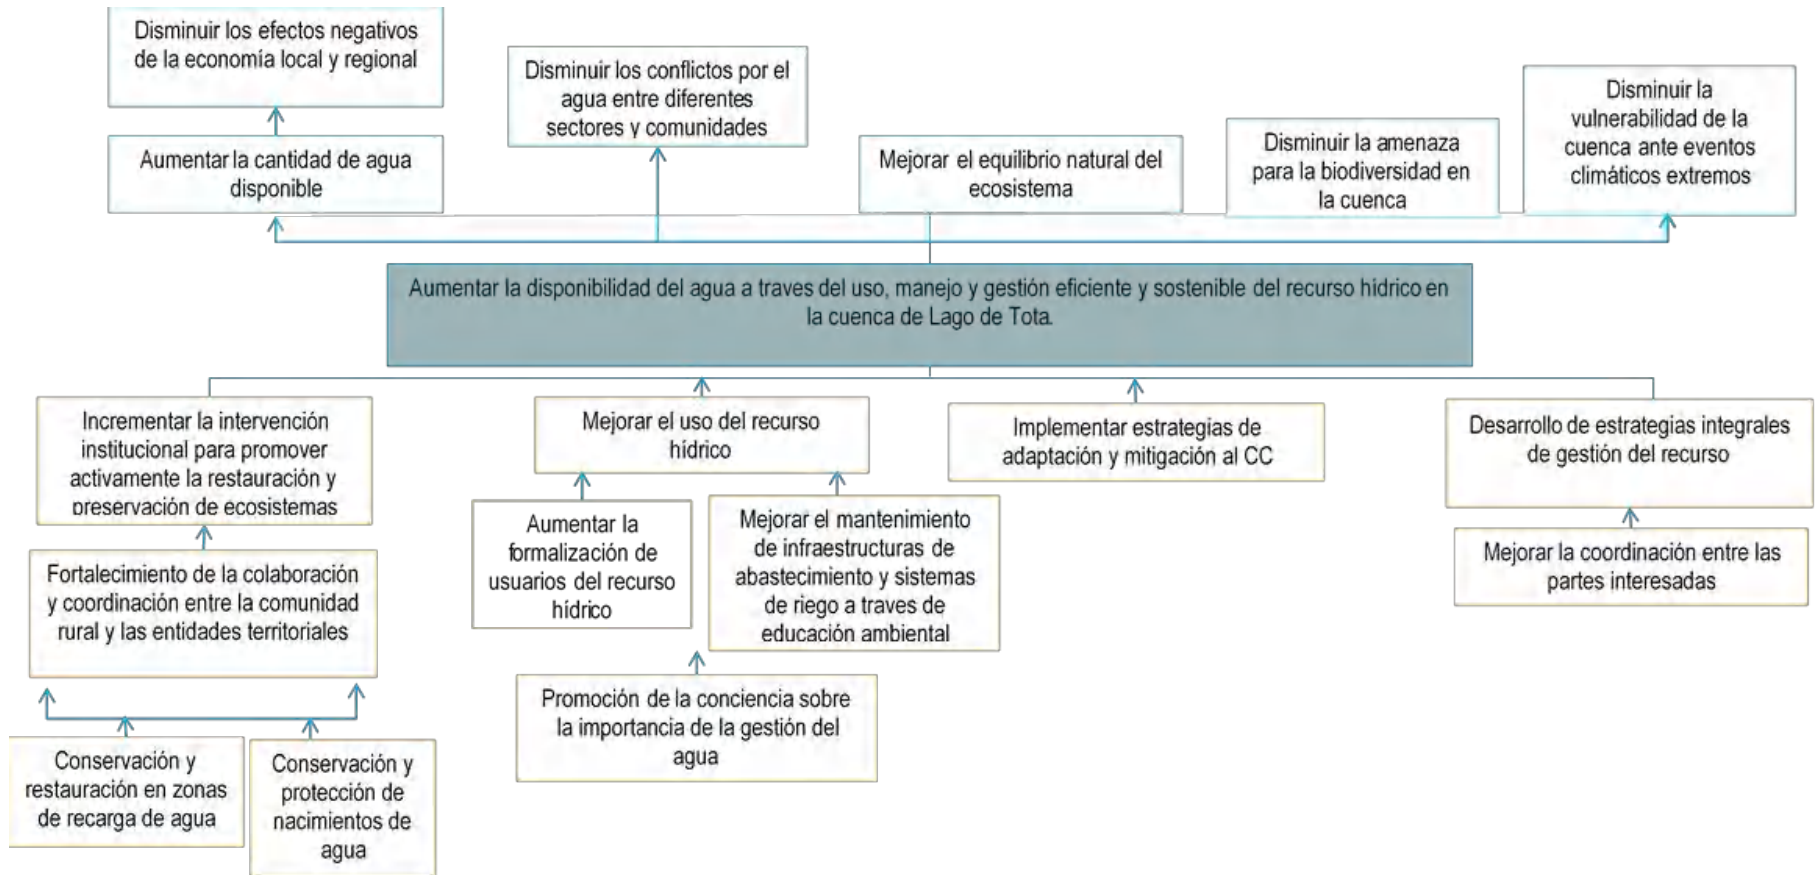 Disminuir los efectos negativos
de la economía local y regional
Disminuir los conflictos por el
agua entre diferentes
sectores y comunidades
Disminuir la
vulnerabilidad de la
cuenca ante eventos
climáticos extremos
Aumentar la cantidad de agua
disponible
Mejorar el equilibrio natural del
ecosistema
Disminuir la amenaza
para la biodiversidad en
la cuenca
Aumentar la disponibilidad del agua a traves del uso, manejo y gestión eficiente y sostenible del recurso hídrico en
la cuenca de Lago de Tota.
Incrementar la intervención
institucional para promover
activamente la restauración y
preservación de ecosistemas
Mejorar el uso del recurso
hídrico
Implementar estrategias de
adaptación y mitigación al CC
Desarrollo de estrategias integrales
de gestión del recurso
Fortalecimiento de la colaboración
y coordinación entre la comunidad
rural y las entidades territoriales
Aumentar la
formalización de
usuarios del recurso
hídrico
Mejorar el mantenimiento
de infraestructuras de
abastecimiento y sistemas
de riego a traves de
educación ambiental
Mejorar la coordinación entre las
partes interesadas
Promoción de la conciencia sobre
la importancia de la gestión del
agua
Conservación y
restauración en zonas
de recarga de agua
Conservación y
protección de
nacimientos de
agua